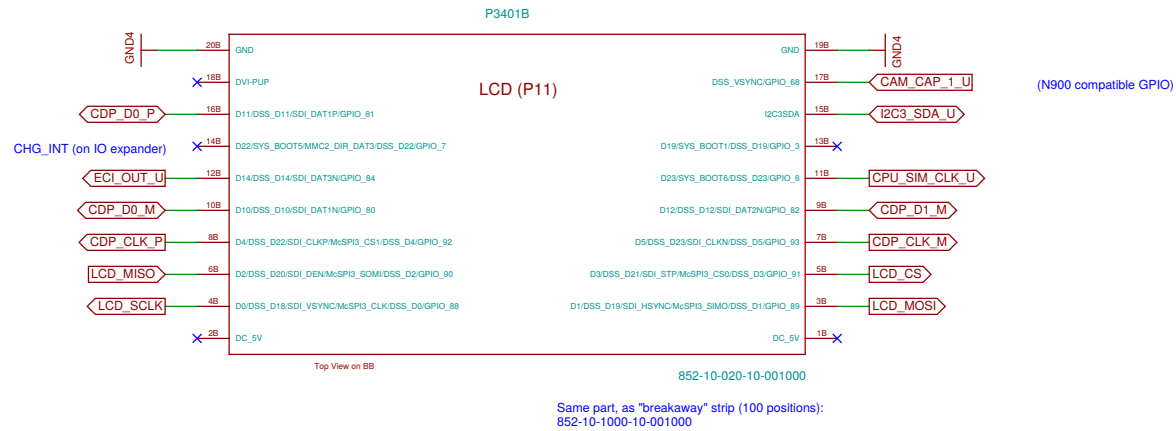 P3401B
LCD (P11)
GND4
20B GND
GND 19B
GND4
18B DVI-PUP
DSS_VSYNC/GPIO_68 17B CAM_CAP_1_U
(N900 compatible GPIO)
CDP_D0_P 16B D11/DSS_D11/SDI_DAT1P/GPIO_81
I2C3SDA 15B I2C3_SDA_U
CHG_INT (on IO expander)
14B D22/SYS_BOOT5/MMC2_DIR_DAT3/DSS_D22/GPIO_7
D19/SYS_BOOT1/DSS_D19/GPIO_3 13B
ECI_OUT_U 12B D14/DSS_D14/SDI_DAT3N/GPIO_84
D23/SYS_BOOT6/DSS_D23/GPIO_8 11B CPU_SIM_CLK_U
CDP_D0_M 10B D10/DSS_D10/SDI_DAT1N/GPIO_80
D12/DSS_D12/SDI_DAT2N/GPIO_82 9B CDP_D1_M
CDP_CLK_P 8B D4/DSS_D22/SDI_CLKP/McSPI3_CS1/DSS_D4/GPIO_92
D5/DSS_D23/SDI_CLKN/DSS_D5/GPIO_93 7B CDP_CLK_M
LCD_MISO 6B D2/DSS_D20/SDI_DEN/McSPI3_SOMI/DSS_D2/GPIO_90
D3/DSS_D21/SDI_STP/McSPI3_CS0/DSS_D3/GPIO_91 5B LCD_CS
LCD_SCLK 4B D0/DSS_D18/SDI_VSYNC/McSPI3_CLK/DSS_D0/GPIO_88
D1/DSS_D19/SDI_HSYNC/McSPI3_SIMO/DSS_D1/GPIO_89 3B LCD_MOSI
2B DC_5V
DC_5V 1B
Top View on BB
852-10-020-10-001000
Same part, as "breakaway" strip (100 positions):
852-10-1000-10-001000